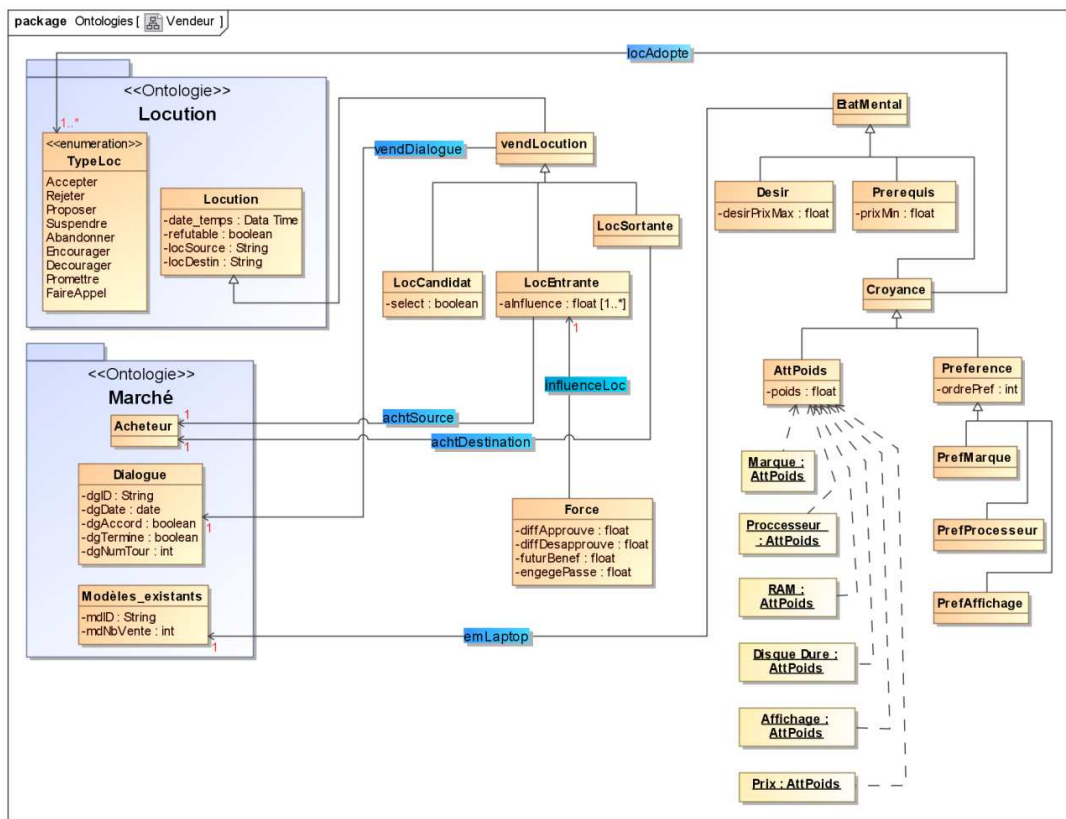 package Ontologies [ Vendeur ]
locAdopte
<<Ontologie>>
Locution
1..*
<<enumeration>>
TypeLoc
Accepter
Rejeter
Proposer
Suspendre
Abandonner
Encourager
Decourager
Promettre
FaireAppel
Locution
-date_temps : Data Time
-refutable : boolean
-locSource : String
-locDestin : String
vendDialogue
vendLocution
LocSortante
LocCandidat
-select : boolean
LocEntrante
-aInfluence : float [1..*]
1
EtatMental
Desir
-desirPrixMax : float
Prerequis
-prixMin : float
Croyance
AttPoids
-poids : float
Preference
-ordrePref : int
<<Ontologie>>
Marché
Acheteur
1
1
achtSource
achtDestination
influenceLoc
Dialogue
-dgID : String
-dgDate : date
-dgAccord : boolean
-dgTermine : boolean
-dgNumTour : int
1
Force
-diffApprouve : float
-diffDesapprouve : float
-futurBenef : float
-engegePasse : float
Modèles_existants
-mdID : String
-mdNbVente : int
1
emLaptop
Marque :
AttPoids
Proccesseur
: AttPoids
RAM :
AttPoids
Disque Dure :
AttPoids
Affichage :
AttPoids
Prix : AttPoids
PrefMarque
PrefProcesseur
PrefAffichage